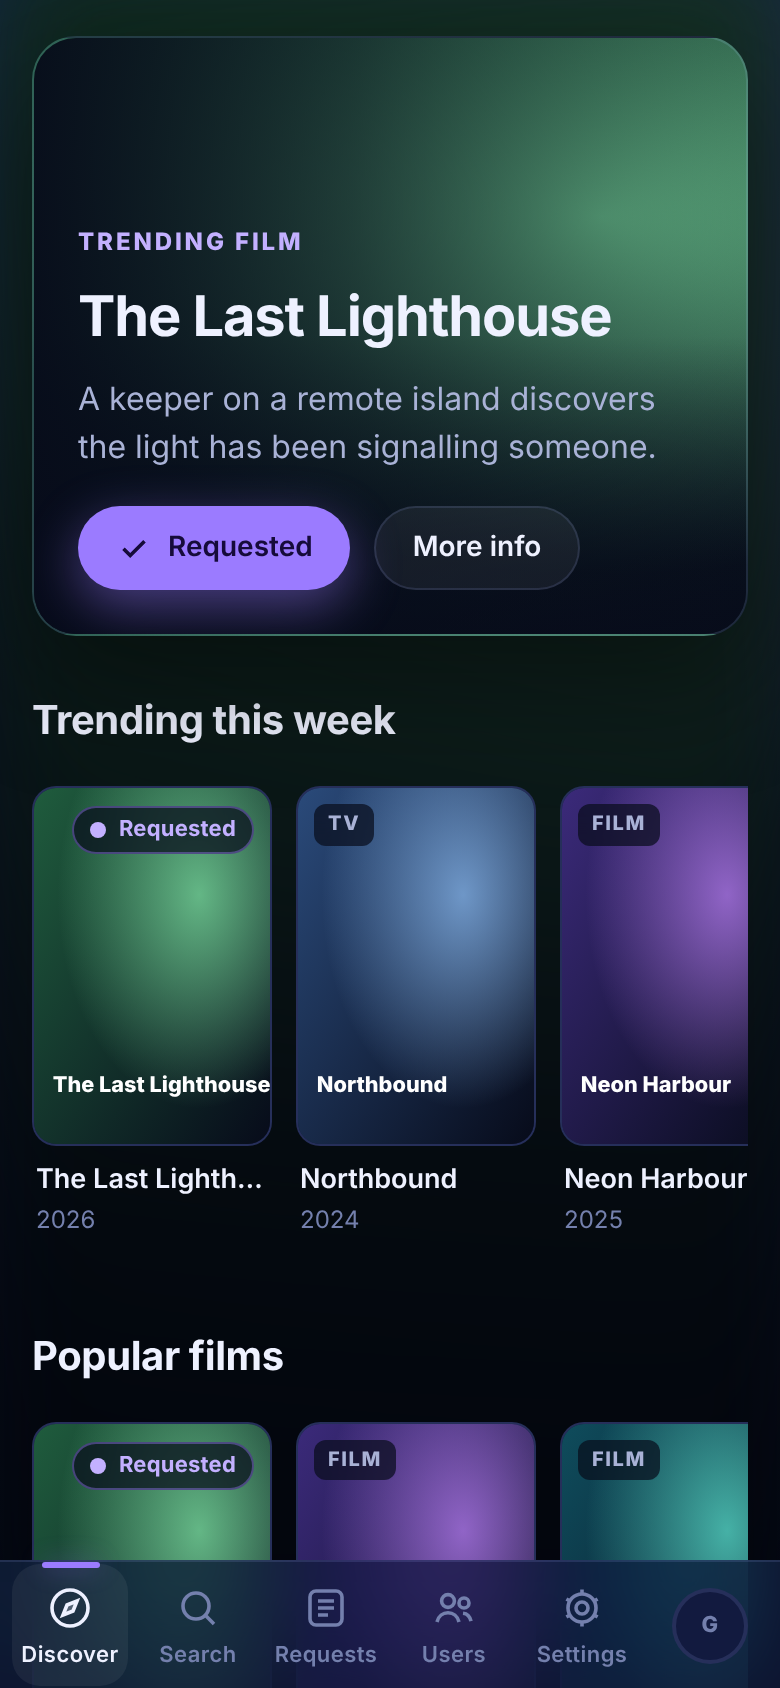 TRENDING FILM
The Last Lighthouse
A keeper on a remote island discovers
the light has been signalling someone.
Requested
More info
Trending this week
Requested
TV
FILM
The Last Lighthouse
Northbound
Neon Harbour
The Last Lighth...
Northbound
Neon Harbour
2026
2024
2025
Popular films
Requested
FILM
FILM
Discover
Search
Requests
Users
Settings
G